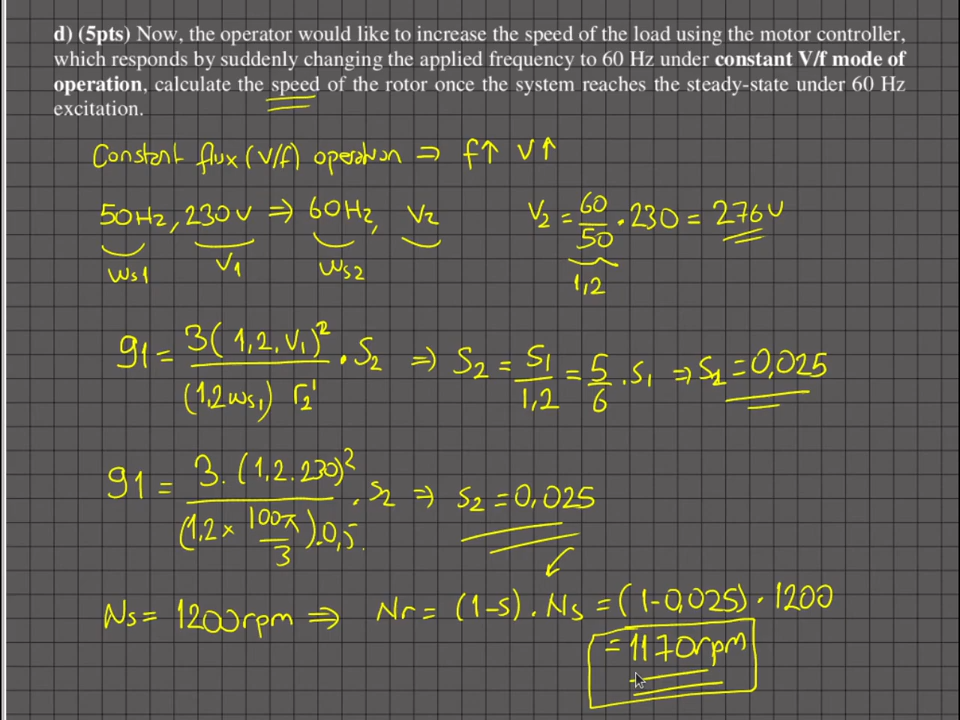 d) (5pts) Now, the operator would like to increase the speed of the load using the motor controller,
which responds by suddenly changing the applied frequency to 60 Hz under constant V/f mode of
operation, calculate the speed of the rotor once the system reaches the steady-state under 60 Hz
excitation.
Constant flux (V/f) operation ⇒ f↑ V↑
50Hz, 230V ⇒ 60Hz, V2
ws1 V1 ws2
V2 = 60/50 · 230 = 276V
1,2
91 = 3(1,2.V1)² / (1,2ws1) r2' · S2 ⇒ S2 = S1/1,2 = 5/6 . S1 ⇒ S2 = 0,025
91 = 3.(1,2.230)² / (1,2 x 100π/3).0,5 . S2 ⇒ S2 = 0,025
Ns = 1200rpm ⇒ Nr = (1-s) . Ns = (1-0,025) · 1200
= 1170rpm